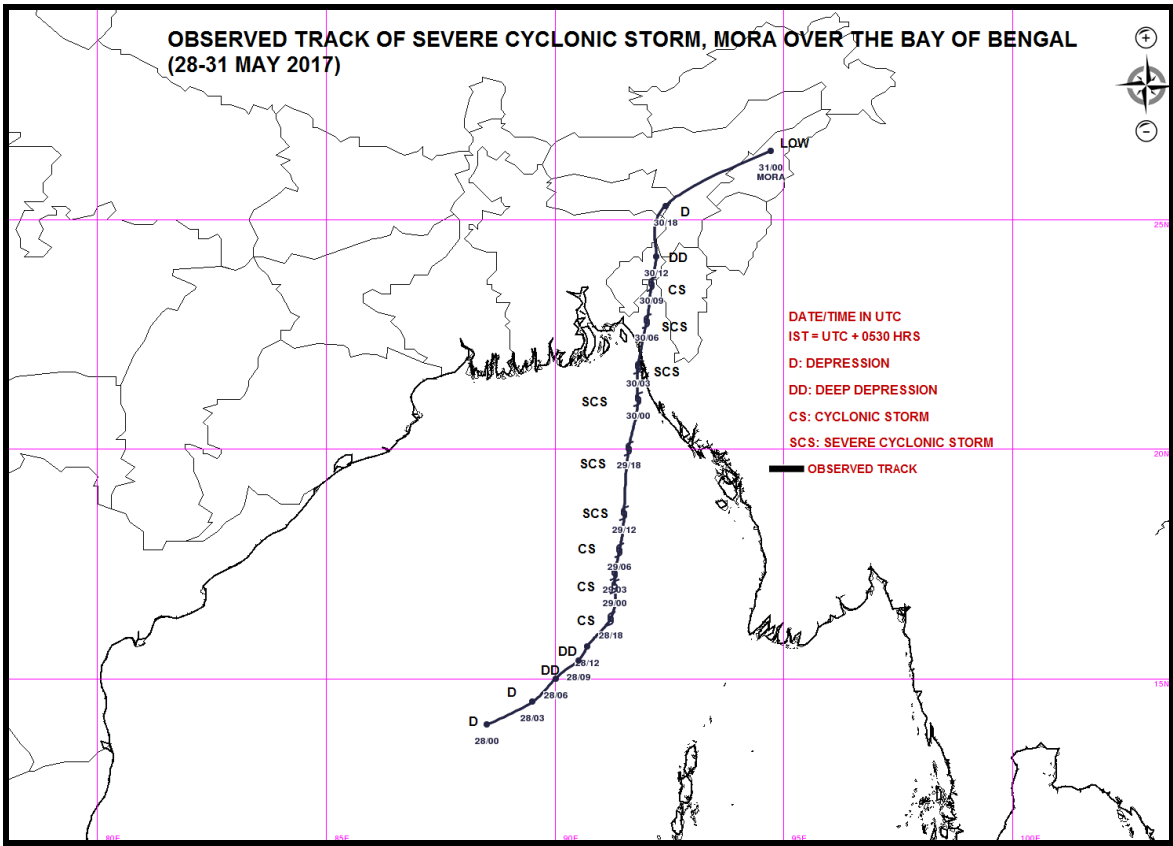 OBSERVED TRACK OF SEVERE CYCLONIC STORM, MORA OVER THE BAY OF BENGAL
(28-31 MAY 2017)
+
-
LOW
31/00
MORA
D
30/18
25N
DD
30/12
CS
30/09
SCS
30/06
SCS
30/03
SCS
30/00
DATE/TIME IN UTC
IST = UTC + 0530 HRS
D: DEPRESSION
DD: DEEP DEPRESSION
CS: CYCLONIC STORM
SCS: SEVERE CYCLONIC STORM
OBSERVED TRACK
20N
SCS
29/18
SCS
29/12
CS
29/06
CS
29/03
29/00
CS
28/18
DD
28/12
DD
28/09
15N
28/06
D
28/03
D
28/00
80E
85E
90E
95E
100E